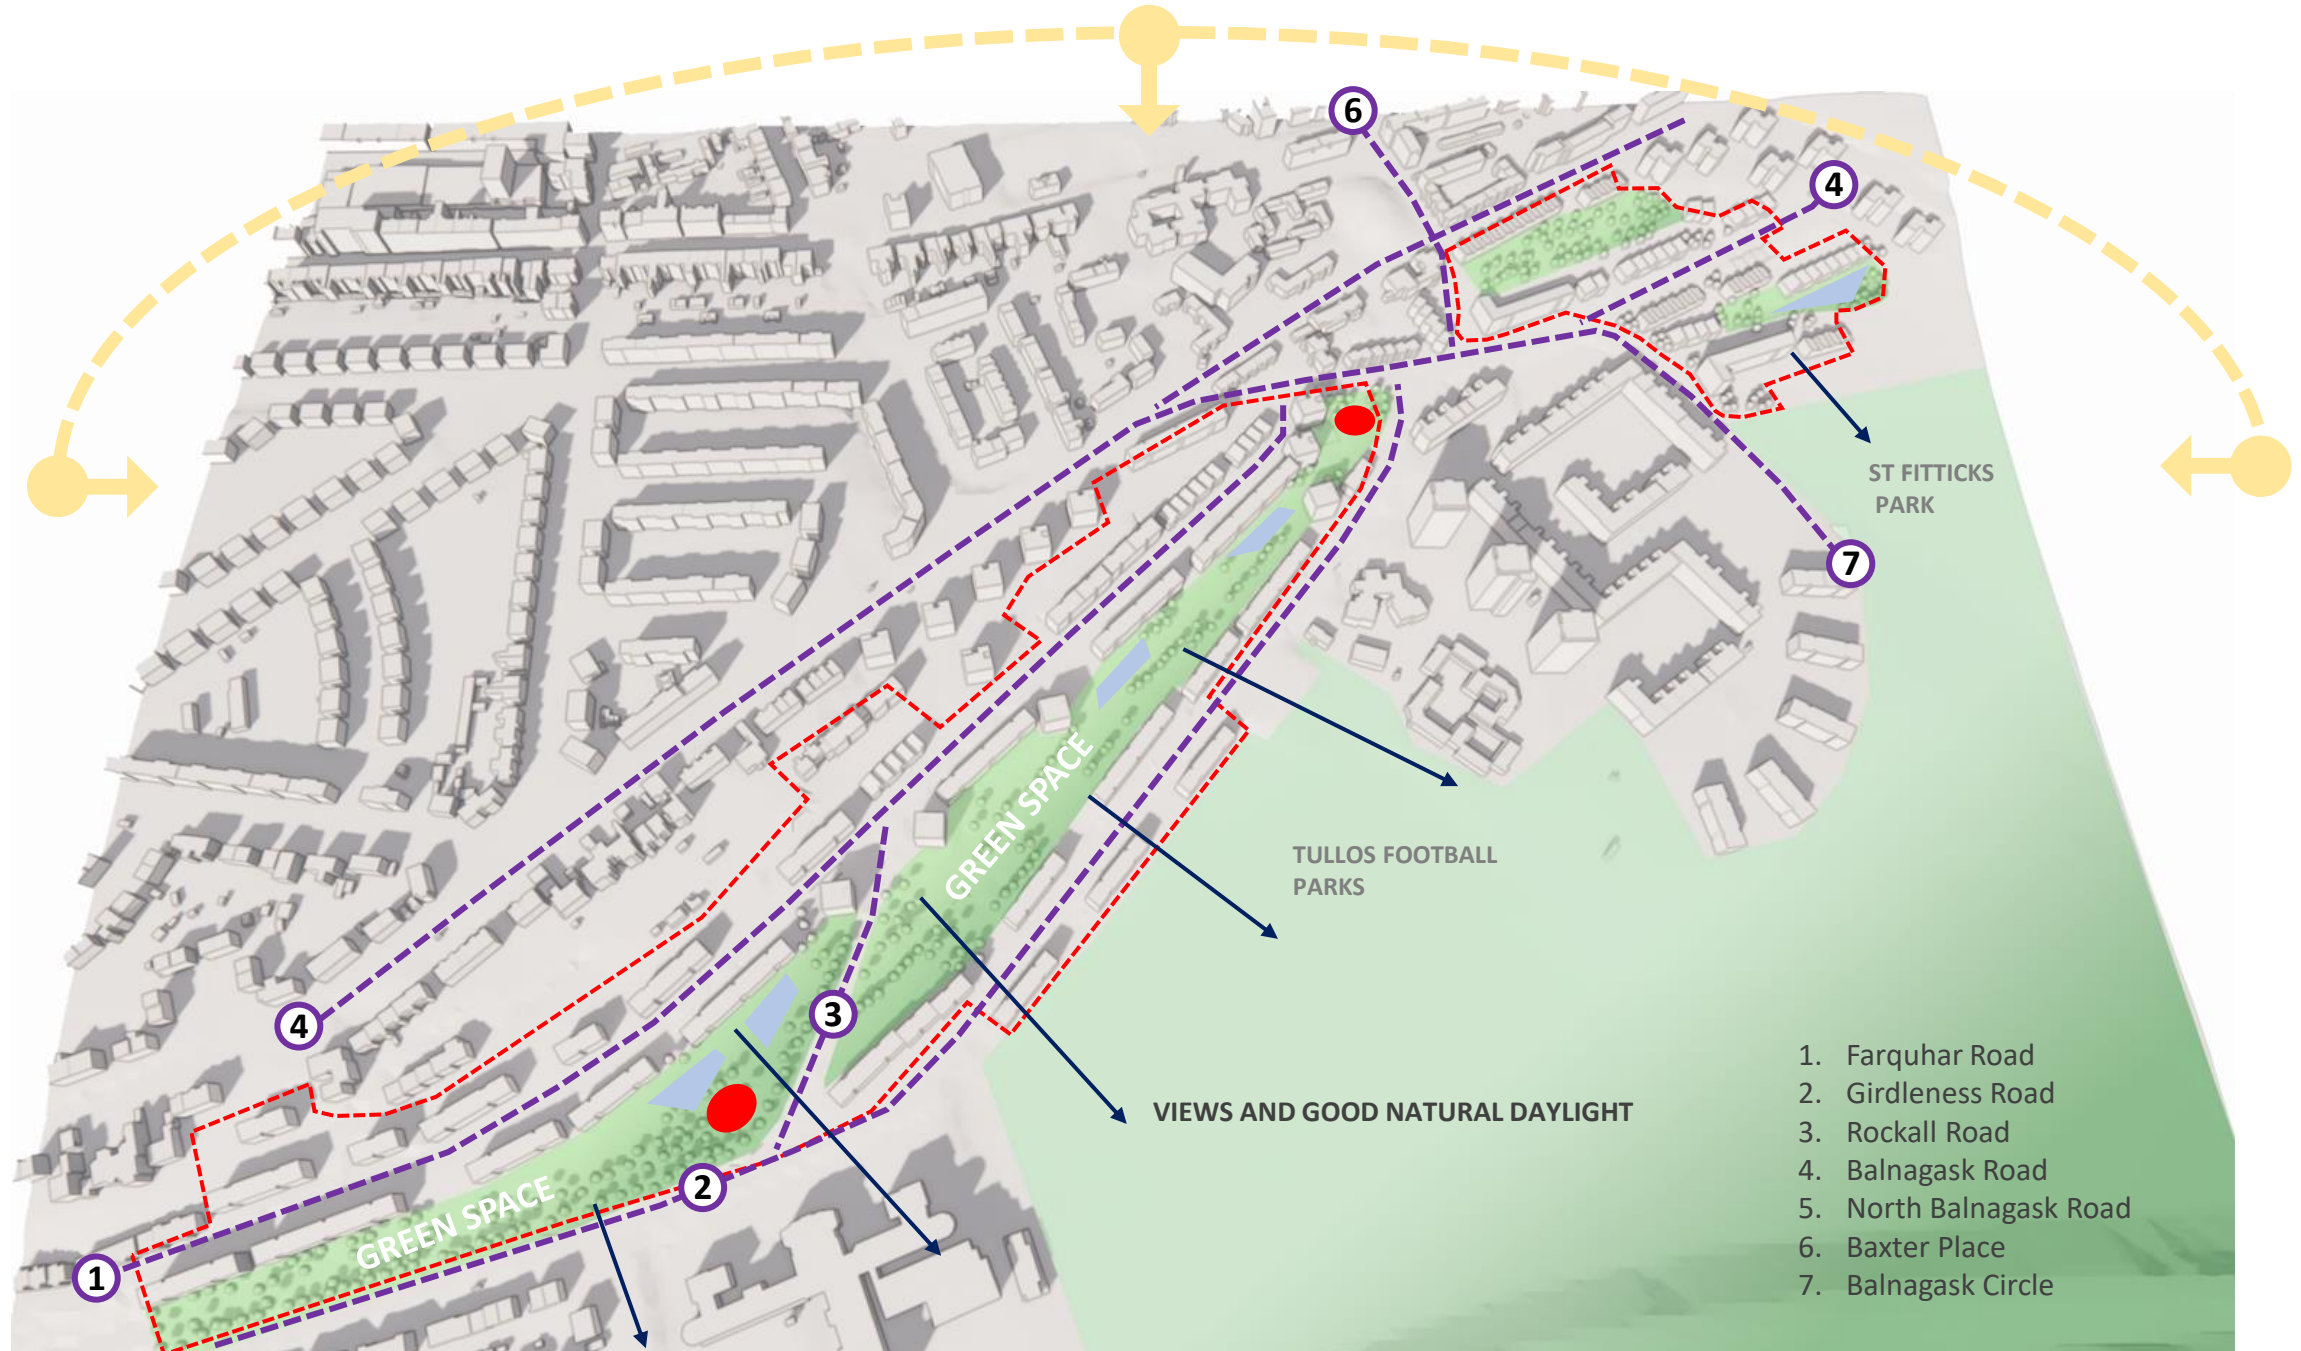 6
4
ST FITTICKS
PARK
7
GREEN SPACE
TULLOS FOOTBALL
PARKS
4
3
VIEWS AND GOOD NATURAL DAYLIGHT
2
GREEN SPACE
1
1. Farquhar Road
2. Girdleness Road
3. Rockall Road
4. Balnagask Road
5. North Balnagask Road
6. Baxter Place
7. Balnagask Circle